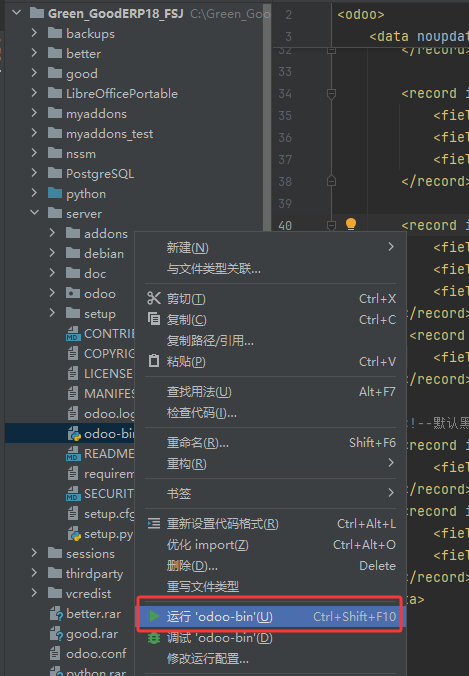 Green_GoodERP18_FSJ C:\Green_Goo
backups
better
good
LibreOfficePortable
myaddons
myaddons_test
nssm
PostgreSQL
python
server
addons
debian
doc
odoo
setup
CONTRIE
COPYRIG
LICENSE
MANIFES
odoo.log
odoo-bin
README
requirem
SECURIT
setup.cfg
setup.py
sessions
thirdparty
vcredist
better.rar
good.rar
odoo.conf
python.rar
新建(N)
与文件类型关联...
剪切(T) Ctrl+X
复制(C) Ctrl+C
复制路径/引用...
粘贴(P) Ctrl+V
查找用法(U) Alt+F7
检查代码(I)...
重命名(R)... Shift+F6
重构(R)
书签
重新设置代码格式(R) Ctrl+Alt+L
优化 import(Z) Ctrl+Alt+O
删除(D)... Delete
重写文件类型
运行 'odoo-bin'(U) Ctrl+Shift+F10
调试 'odoo-bin'(D)
修改运行配置...
2 <odoo>
3 <data noupdat
32 </record>
33
34 <record i
35 <fiel
36 <fiel
37 <fiel
38 </record>
39
40 <record i
<fiel
<fiel
<fiel
</record>
<record
<fiel
</record>
<!--默认黑
<record i
<fiel
</record>
<record i
<fiel
<fiel
</record>
ta>